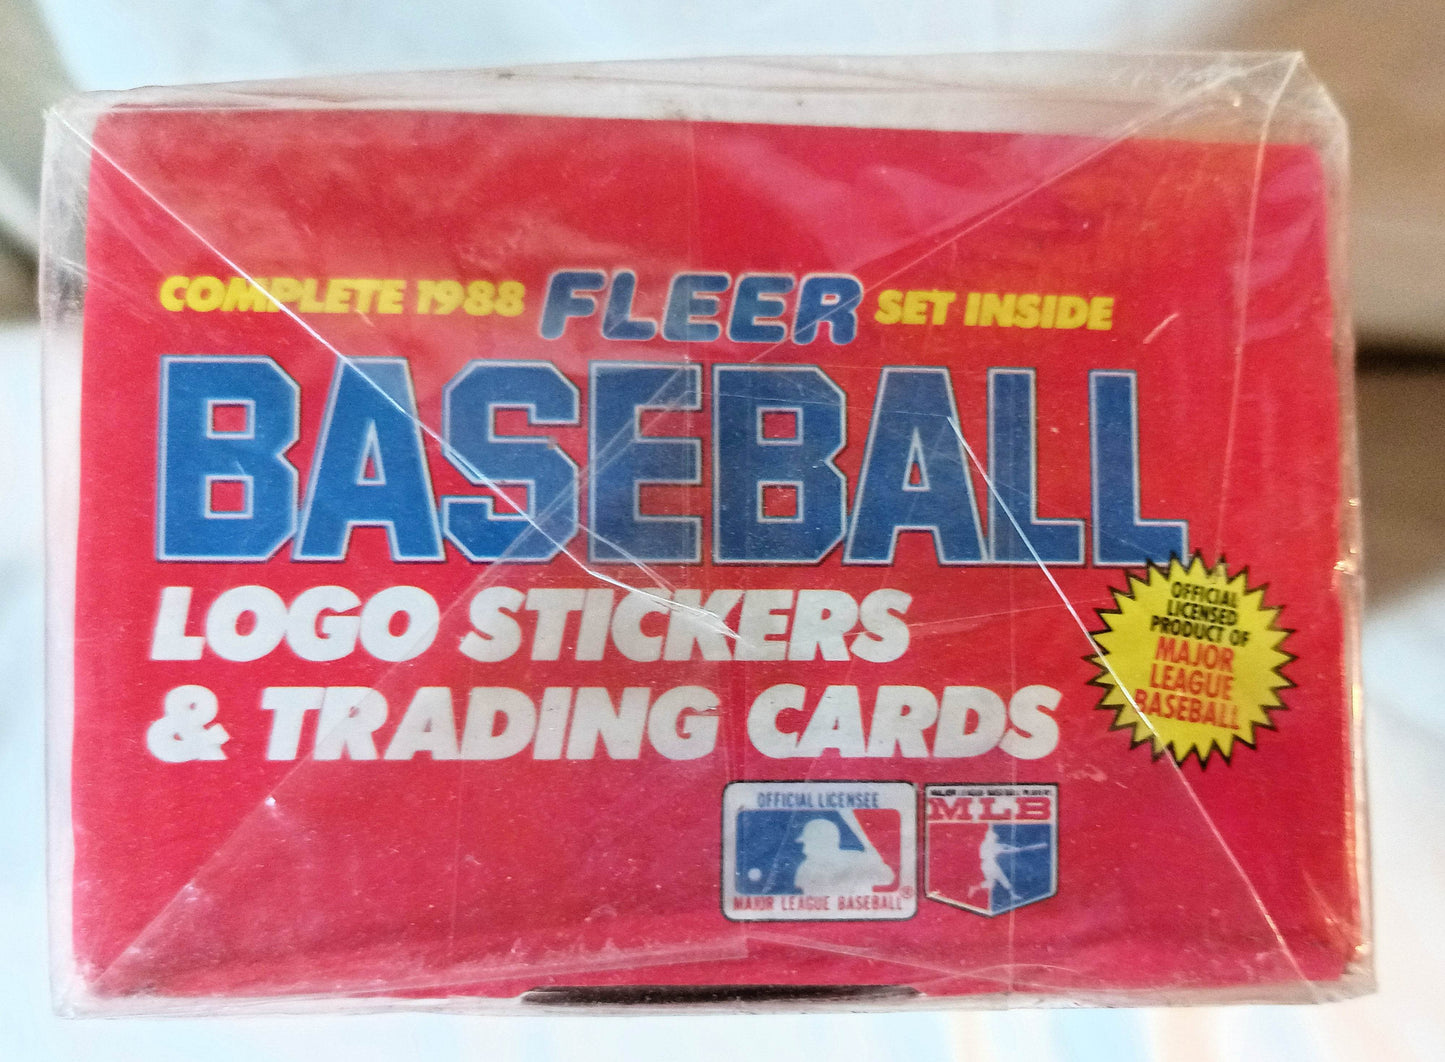 COMPLETE 1988 FLEER SET INSIDE
BASEBALL
LOGO STICKERS
& TRADING CARDS
OFFICIAL
LICENSED
PRODUCT OF
MAJOR
LEAGUE
BASEBALL
OFFICIAL LICENSEE
MAJOR LEAGUE BASEBALL®
MLB